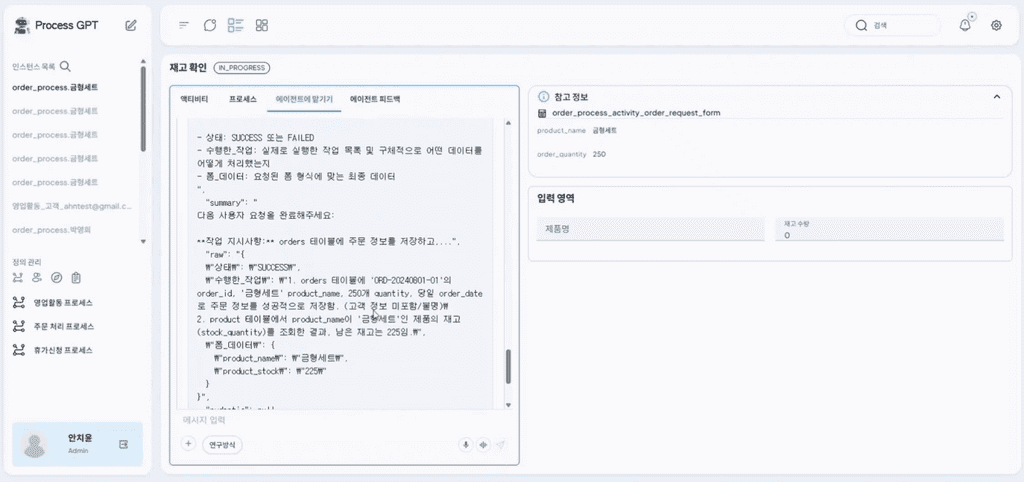 Process GPT
인스턴스 목록
order_process.금형세트
order_process.금형세트
order_process.금형세트
order_process.금형세트
order_process.금형세트
영업활동_고객_ahntest@gmail.c...
order_process.박영희
정의 관리
영업활동 프로세스
주문 처리 프로세스
휴가신청 프로세스
안치윤
Admin
검색
재고 확인
IN_PROGRESS
액티비티 프로세스 에이전트에 맡기기 에이전트 피드백
- 상태: SUCCESS 또는 FAILED
- 수행한_작업: 실제로 실행한 작업 목록 및 구체적으로 어떤 데이터를
어떻게 처리했는지
- 폼_데이터: 요청된 폼 형식에 맞는 최종 데이터
",
"summary": "
다음 사용자 요청을 완료해주세요:
**작업 지시사항:** orders 테이블에 주문 정보를 저장하고,...",
"raw": "{
₩"상태₩": ₩"SUCCESS₩",
₩"수행한_작업₩": ₩"1. orders 테이블에 'ORD-20240801-01'의
order_id, '금형세트' product_name, 250개 quantity, 당일 order_date
로 주문 정보를 성공적으로 저장함. (고객 정보 미포함/불명)₩
2. product 테이블에서 product_name이 '금형세트'인 제품의 재고
(stock_quantity)를 조회한 결과, 남은 재고는 225임.₩",
₩"폼_데이터₩": {
₩"product_name₩": ₩"금형세트₩",
₩"product_stock₩": ₩"225₩"
}
}",
메시지 입력
연구방식
참고 정보
order_process_activity_order_request_form
product_name 금형세트
order_quantity 250
입력 영역
제품명
재고 수량
0